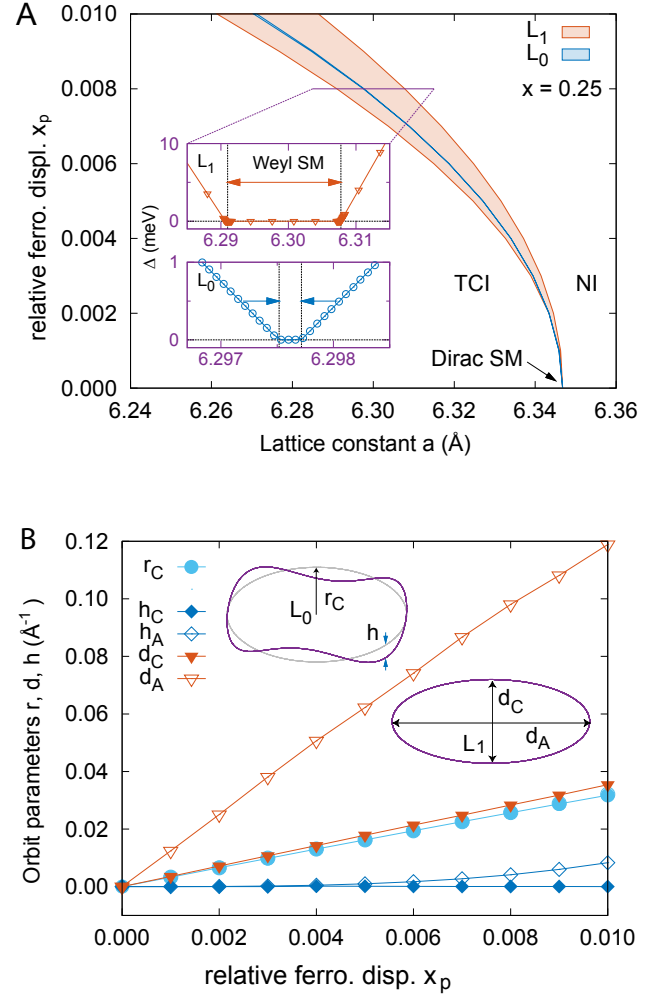 A
0.010
0.008
0.006
0.004
0.002
0.000
relative ferro. displ. xp
L1
L0
x = 0.25
10
0
L1
Weyl SM
6.29 6.30 6.31
Δ (meV)
1
0
L0
6.297 6.298
TCI NI
Dirac SM
6.24 6.26 6.28 6.30 6.32 6.34 6.36
Lattice constant a (Å)
B
0.12
0.10
0.08
0.06
0.04
0.02
0.00
Orbit parameters r, d, h (Å⁻¹)
rC
hC
hA
dC
dA
L0
rC
h
dC
dA
L1
0.000 0.002 0.004 0.006 0.008 0.010
relative ferro. disp. xp